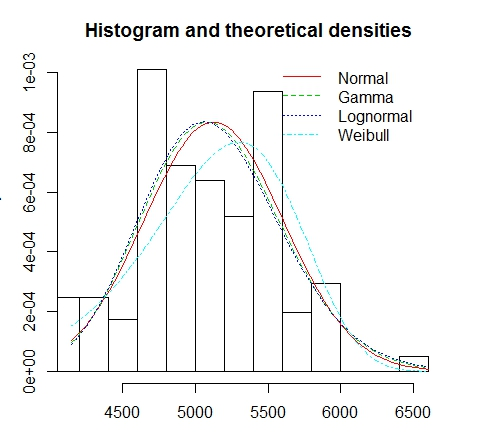 Histogram and theoretical densities
1e-03
8e-04
6e-04
4e-04
2e-04
0e+00
Normal
Gamma
Lognormal
Weibull
4500 5000 5500 6000 6500